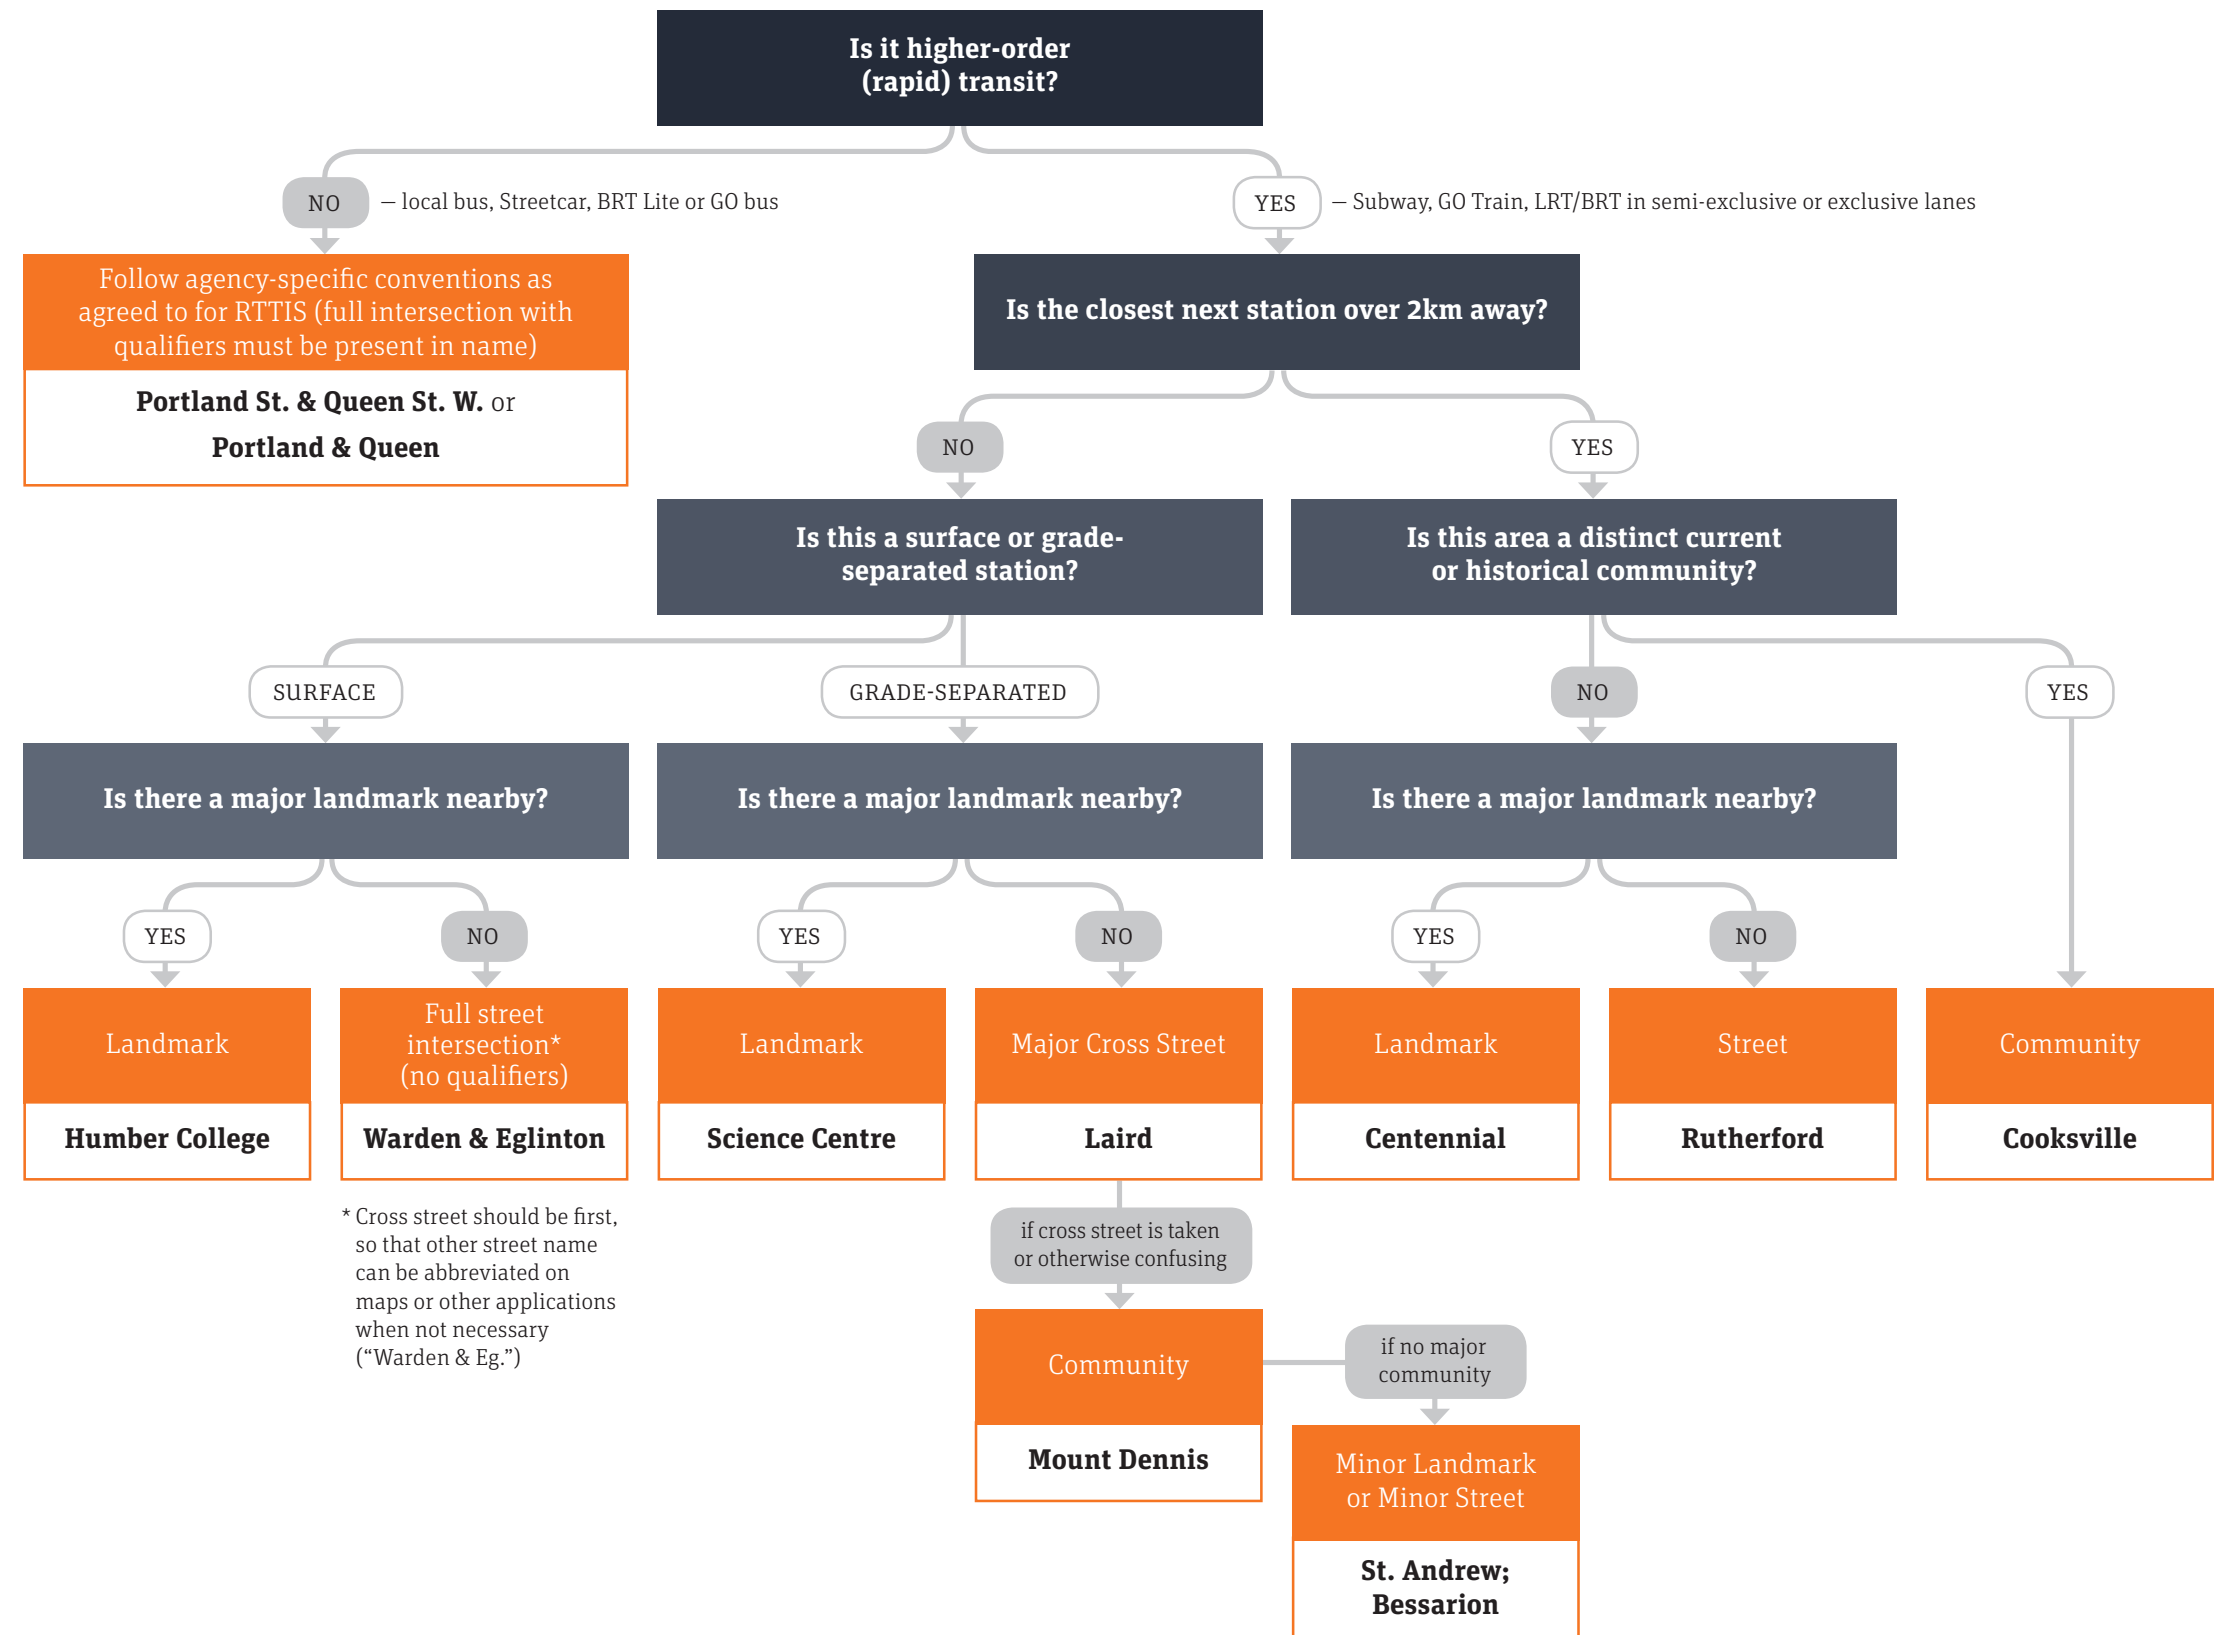 Is it higher-order
(rapid) transit?
NO
– local bus, Streetcar, BRT Lite or GO bus
YES
– Subway, GO Train, LRT/BRT in semi-exclusive or exclusive lanes
Follow agency-specific conventions as
agreed to for RTTIS (full intersection with
qualifiers must be present in name)
Portland St. & Queen St. W. or
Portland & Queen
Is the closest next station over 2km away?
NO
YES
Is this a surface or grade-
separated station?
Is this area a distinct current
or historical community?
SURFACE
GRADE-SEPARATED
NO
YES
Is there a major landmark nearby?
Is there a major landmark nearby?
Is there a major landmark nearby?
YES
NO
YES
NO
YES
NO
Landmark
Humber College
Full street
intersection*
(no qualifiers)
Warden & Eglinton
Landmark
Science Centre
Major Cross Street
Laird
Landmark
Centennial
Street
Rutherford
Community
Cooksville
* Cross street should be first,
so that other street name
can be abbreviated on
maps or other applications
when not necessary
(“Warden & Eg.”)
if cross street is taken
or otherwise confusing
Community
Mount Dennis
if no major
community
Minor Landmark
or Minor Street
St. Andrew;
Bessarion